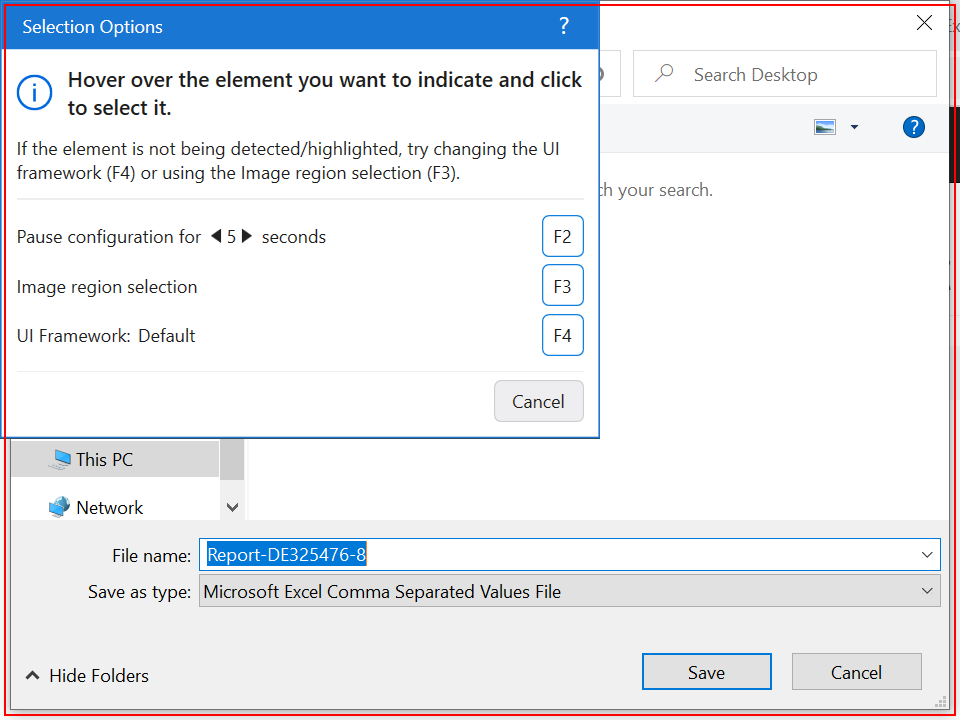 Selection Options
?
Hover over the element you want to indicate and click
to select it.
If the element is not being detected/highlighted, try changing the UI
framework (F4) or using the Image region selection (F3).
Pause configuration for 5 seconds
F2
Image region selection
F3
UI Framework: Default
F4
Cancel
Search Desktop
?
ch your search.
This PC
Network
File name: Report-DE325476-8
Save as type: Microsoft Excel Comma Separated Values File
Hide Folders
Save
Cancel